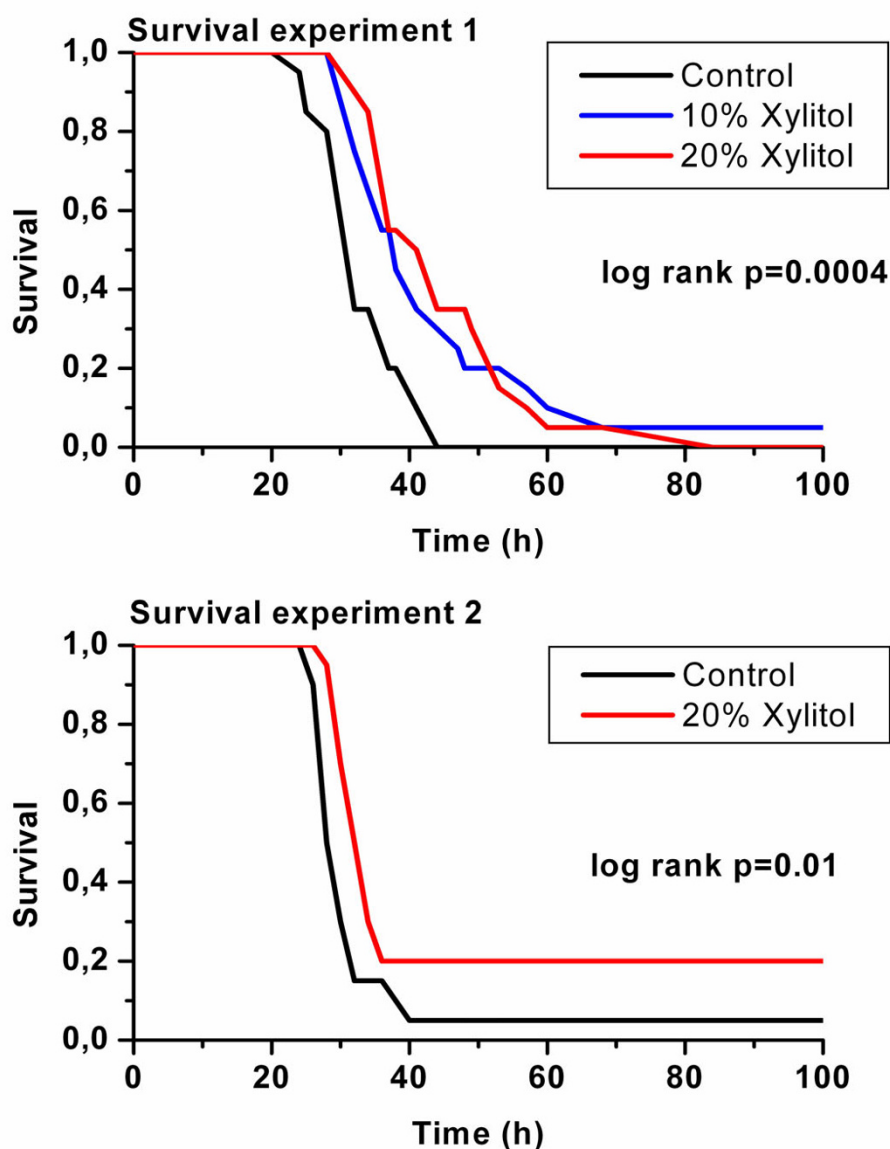 Survival experiment 1
Control
10% Xylitol
20% Xylitol
log rank p=0.0004
Survival
1,0
0,8
0,6
0,4
0,2
0,0
0 20 40 60 80 100
Time (h)
Survival experiment 2
Control
20% Xylitol
log rank p=0.01
Survival
1,0
0,8
0,6
0,4
0,2
0,0
0 20 40 60 80 100
Time (h)